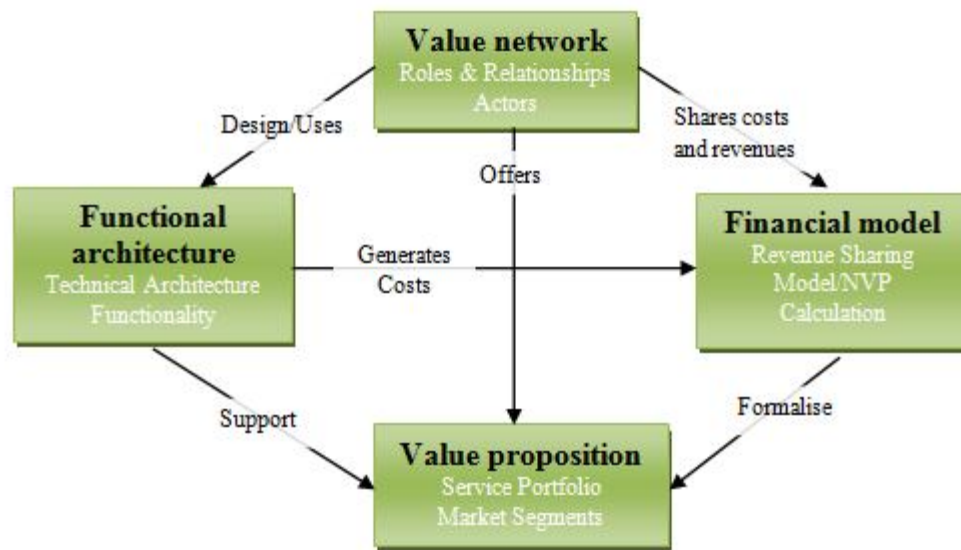 Value network
Roles & Relationships
Actors
Design/Uses
Shares costs
and revenues
Offers
Functional
architecture
Technical Architecture
Functionality
Generates
Costs
Financial model
Revenue Sharing
Model/NVP
Calculation
Support
Formalise
Value proposition
Service Portfolio
Market Segments